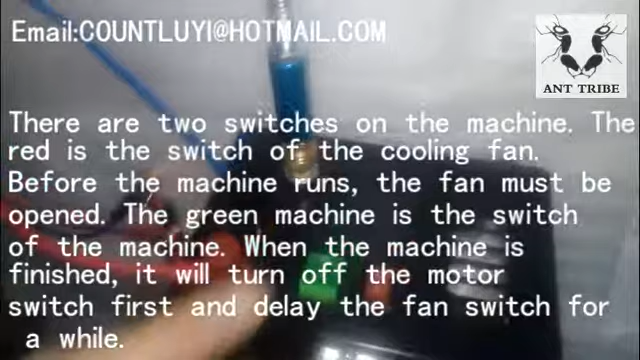 Email:COUNTLUYI@HOTMAIL.COM
ANT TRIBE
There are two switches on the machine. The
red is the switch of the cooling fan.
Before the machine runs, the fan must be
opened. The green machine is the switch
of the machine. When the machine is
finished, it will turn off the motor
switch first and delay the fan switch for
a while.